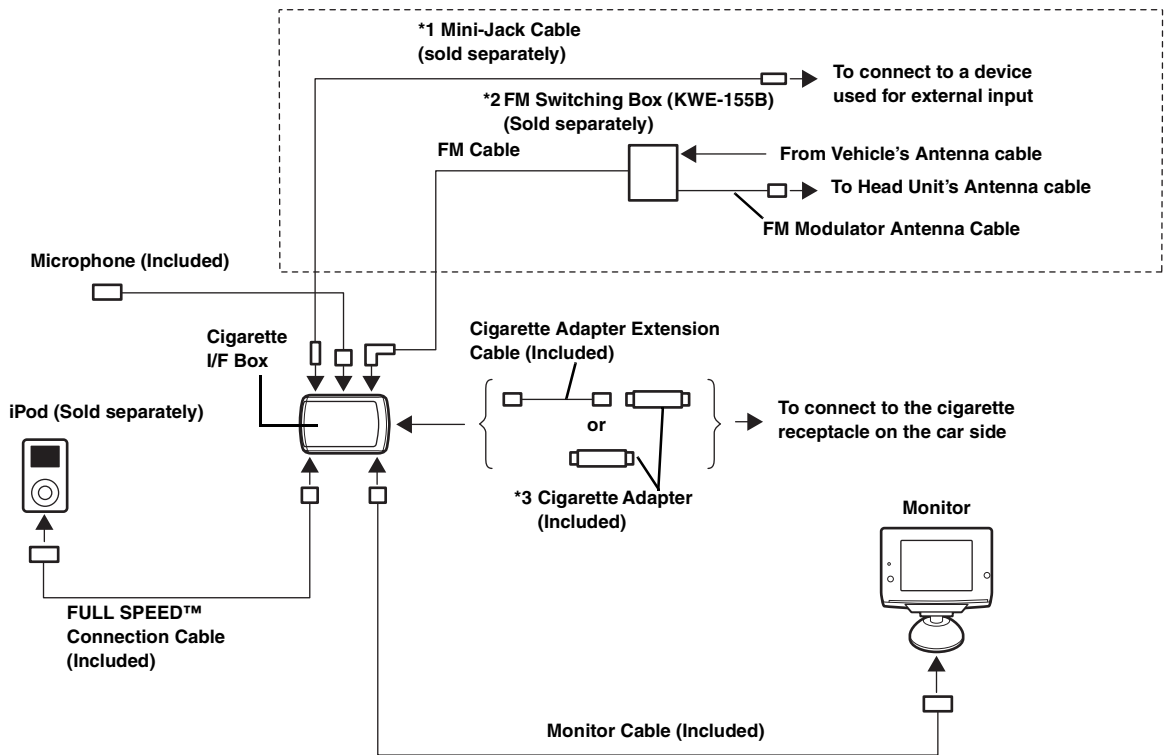 *1 Mini-Jack Cable
(sold separately)
To connect to a device
used for external input
*2 FM Switching Box (KWE-155B)
(Sold separately)
FM Cable
From Vehicle's Antenna cable
To Head Unit's Antenna cable
FM Modulator Antenna Cable
Microphone (Included)
Cigarette
I/F Box
Cigarette Adapter Extension
Cable (Included)
iPod (Sold separately)
or
To connect to the cigarette
receptacle on the car side
*3 Cigarette Adapter
(Included)
Monitor
FULL SPEED™
Connection Cable
(Included)
Monitor Cable (Included)